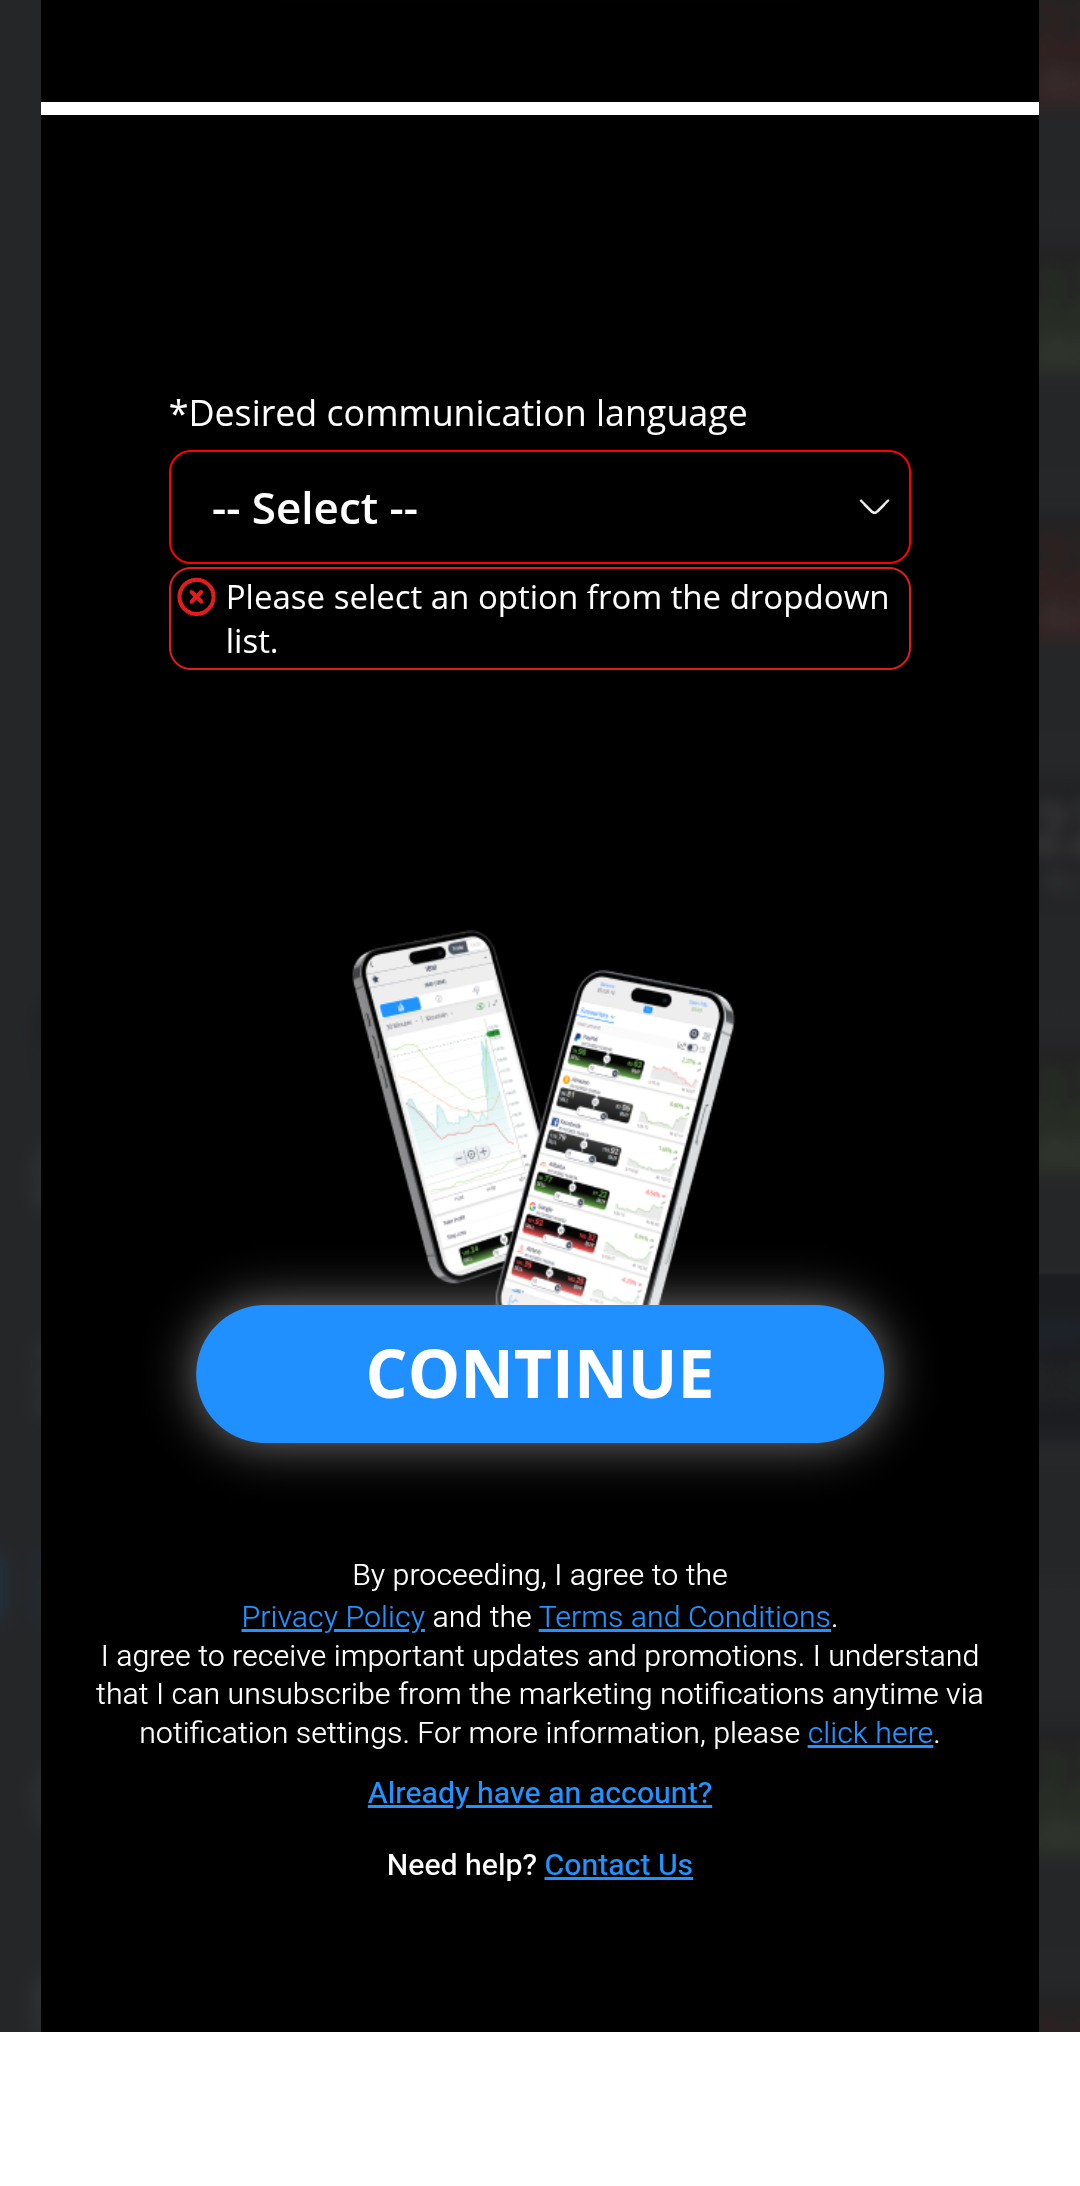 *Desired communication language
-- Select --
Please select an option from the dropdown
list.
CONTINUE
By proceeding, I agree to the
Privacy Policy and the Terms and Conditions.
I agree to receive important updates and promotions. I understand
that I can unsubscribe from the marketing notifications anytime via
notification settings. For more information, please click here.
Already have an account?
Need help? Contact Us